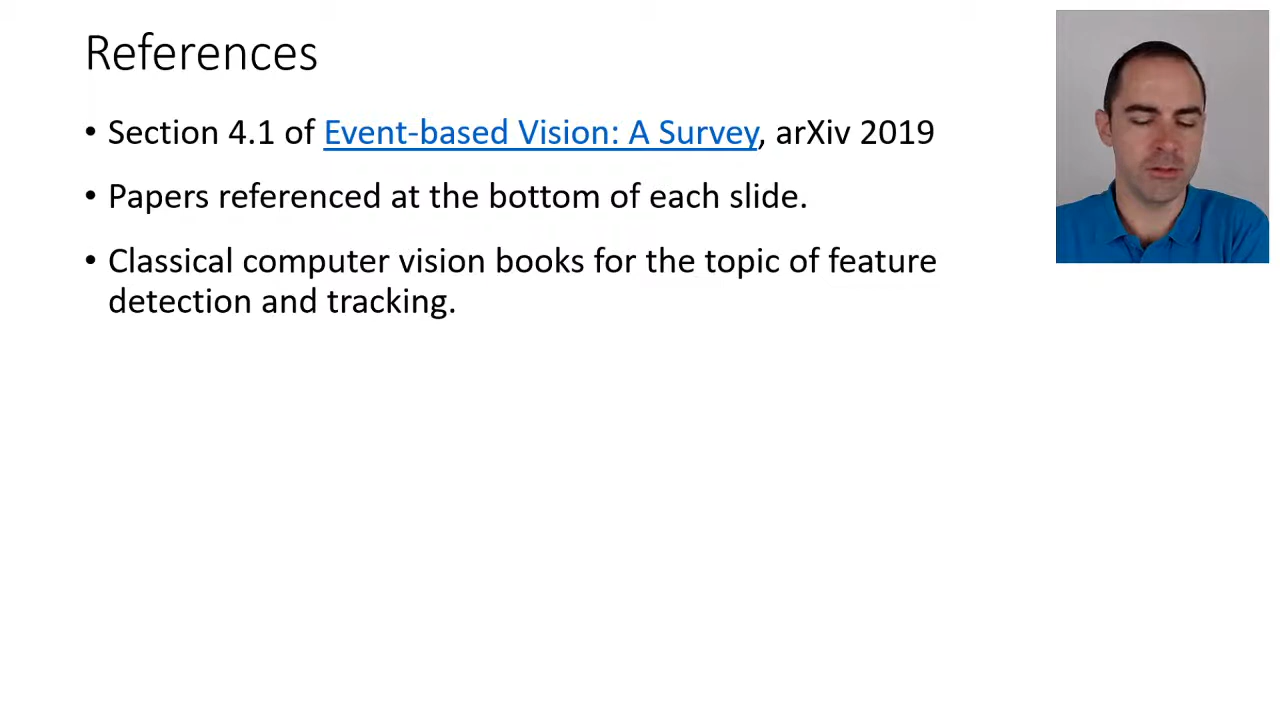 References
• Section 4.1 of Event-based Vision: A Survey, arXiv 2019
• Papers referenced at the bottom of each slide.
• Classical computer vision books for the topic of feature
detection and tracking.